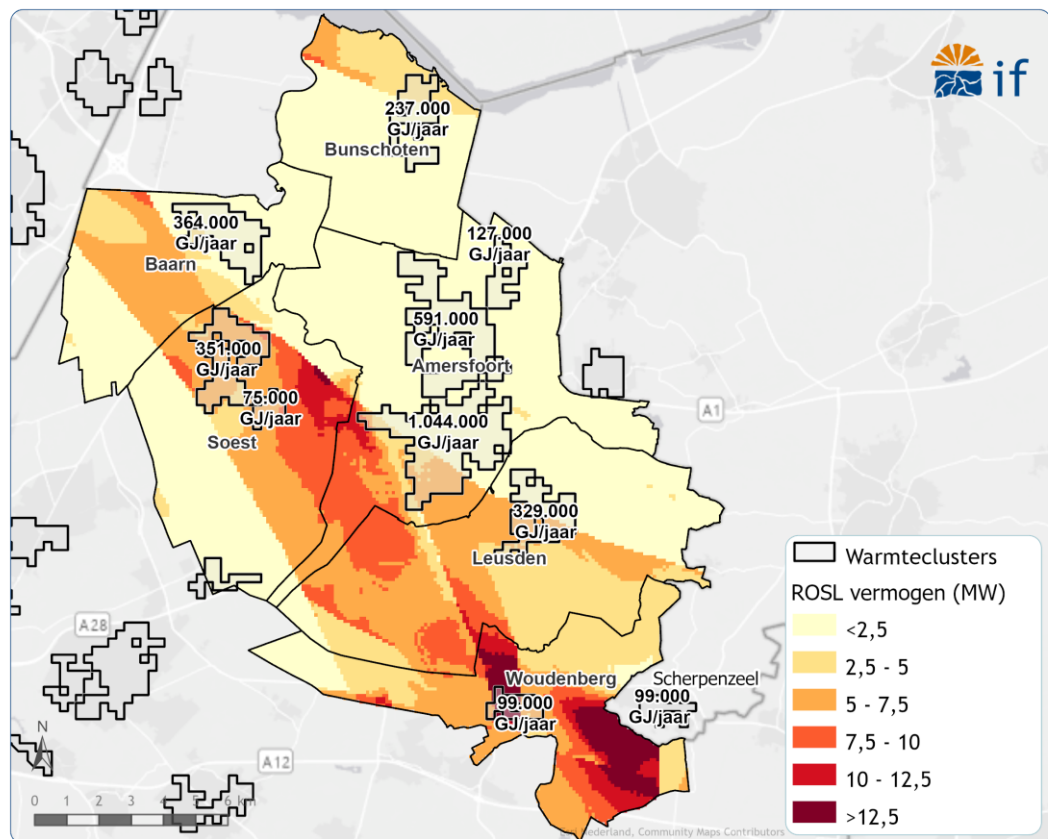 if
237.000
GJ/jaar
Bunschoten
364.000
GJ/jaar
Baarn
127.000
GJ/jaar
591.000
GJ/jaar
Amersfoort
351.000
GJ/jaar
75.000
GJ/jaar
Soest
1.044.000
GJ/jaar
A1
329.000
GJ/jaar
Leusden
A28
Woudenberg
99.000
GJ/jaar
Scherpenzeel
99.000
GJ/jaar
A12
N
0 1 2 3 4 5 6 km
Warmteclusters
ROSL vermogen (MW)
<2,5
2,5 - 5
5 - 7,5
7,5 - 10
10 - 12,5
>12,5
Nederland, Community Maps Contributors